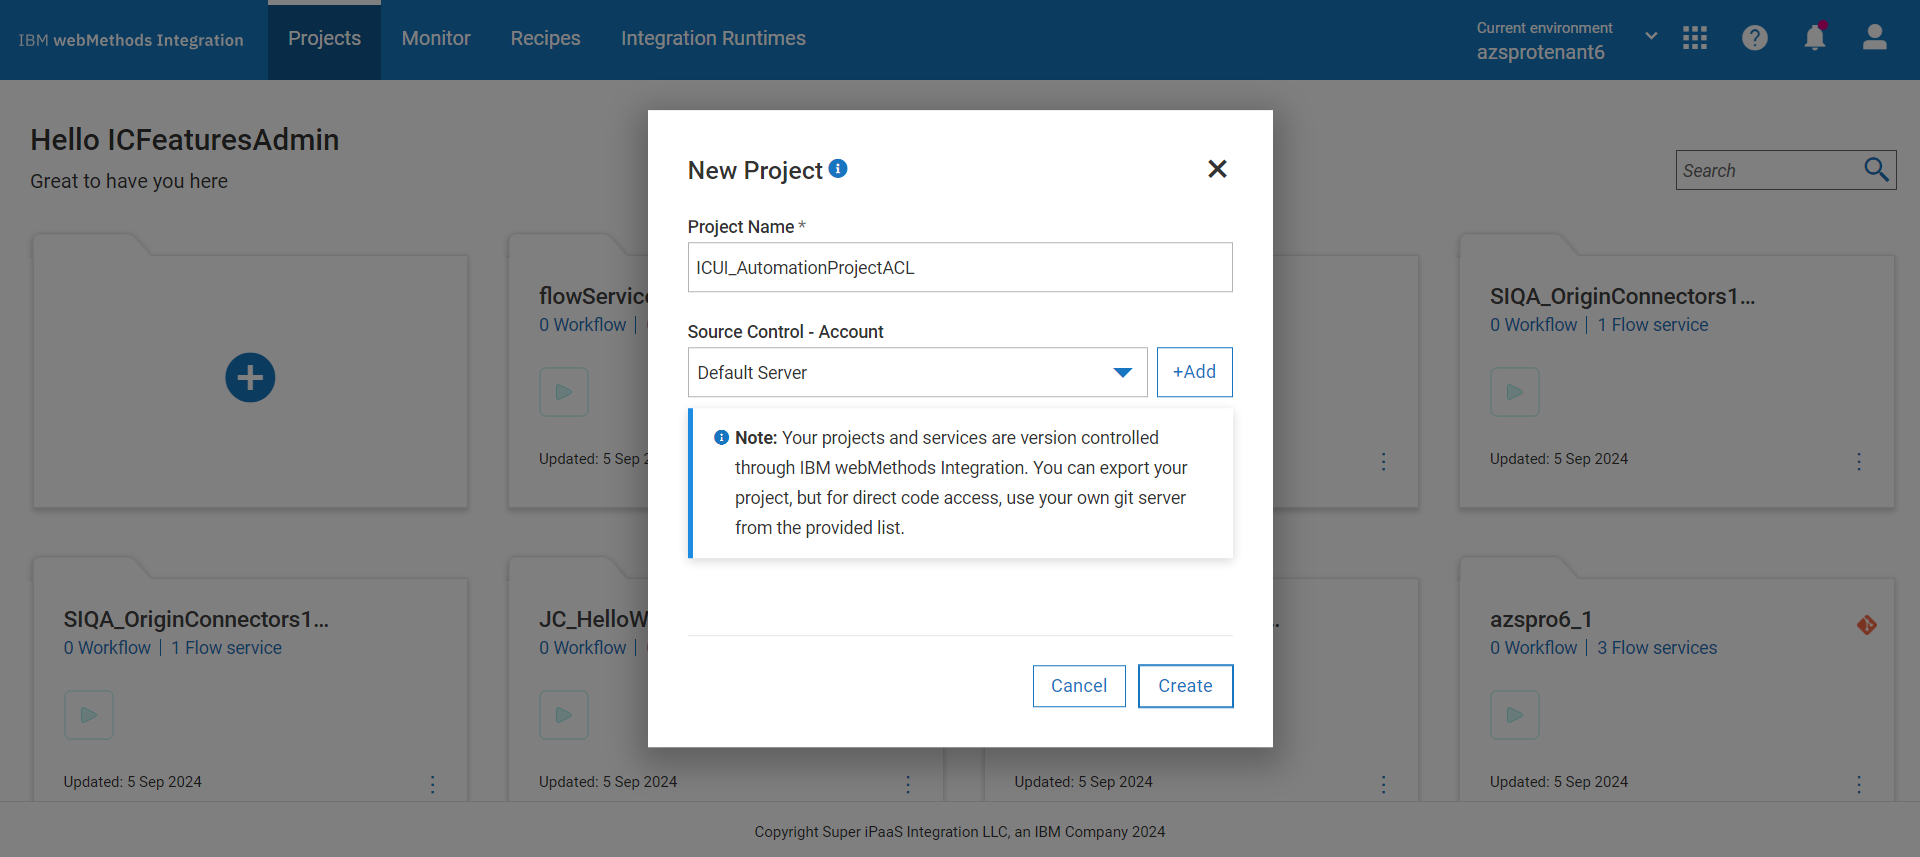 IBM webMethods Integration
Projects
Monitor
Recipes
Integration Runtimes
Current environment
azsprotenant6
Hello ICFeaturesAdmin
Great to have you here
Search
New Project
Project Name *
ICUI_AutomationProjectACL
Source Control - Account
Default Server
+Add
Note: Your projects and services are version controlled
through IBM webMethods Integration. You can export your
project, but for direct code access, use your own git server
from the provided list.
Cancel
Create
flowService
0 Workflow
Updated: 5 Sep 2
SIQA_OriginConnectors1...
0 Workflow | 1 Flow service
Updated: 5 Sep 2024
SIQA_OriginConnectors1...
0 Workflow | 1 Flow service
Updated: 5 Sep 2024
JC_HelloW
0 Workflow
Updated: 5 Sep 2024
Updated: 5 Sep 2024
azspro6_1
0 Workflow | 3 Flow services
Updated: 5 Sep 2024
Copyright Super iPaaS Integration LLC, an IBM Company 2024